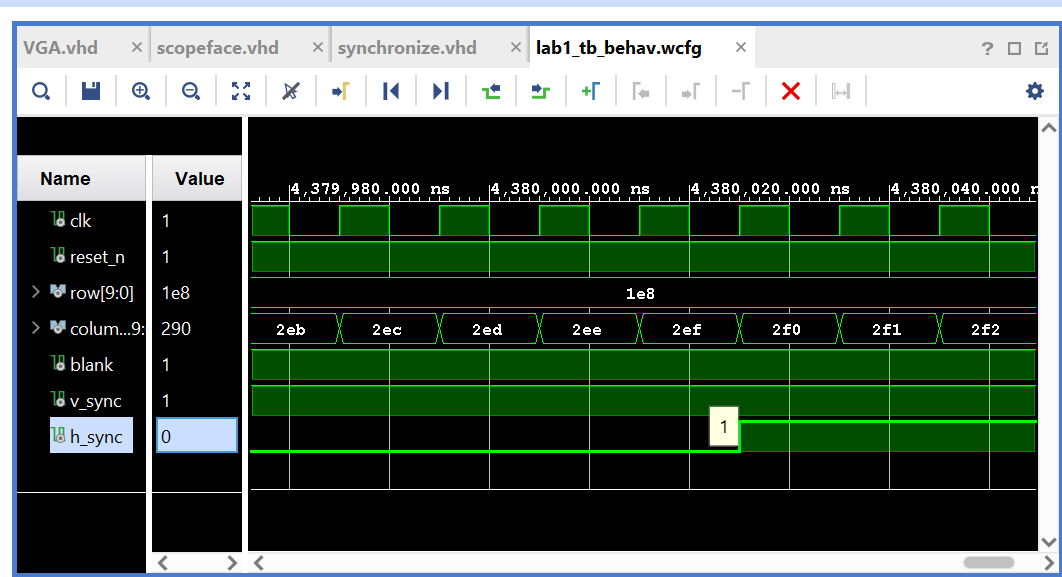 VGA.vhd × scopeface.vhd × synchronize.vhd × lab1_tb_behav.wcfg × ?
Name Value
4,379,980.000 ns 4,380,000.000 ns 4,380,020.000 ns 4,380,040.000 n
clk 1
reset_n 1
row[9:0] 1e8 1e8
colum...9: 290 2eb 2ec 2ed 2ee 2ef 2f0 2f1 2f2
blank 1
v_sync 1
h_sync 0 1